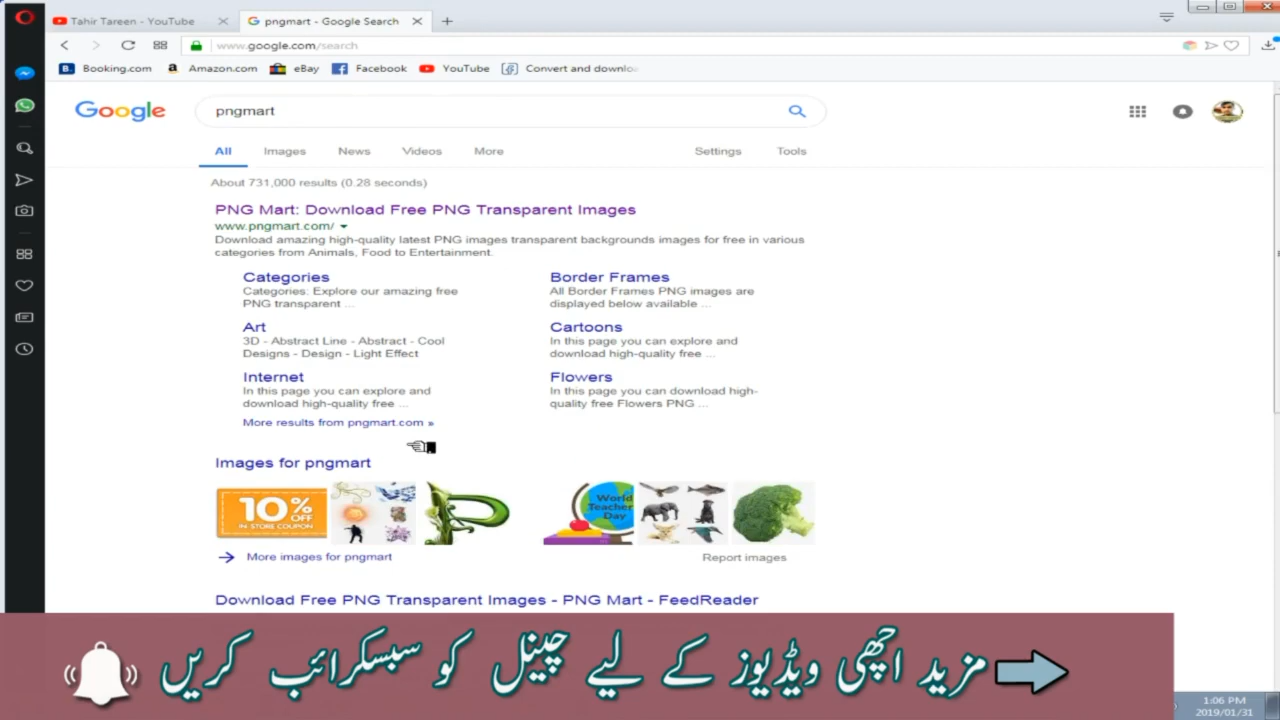 Tahir Tareen - YouTube
pngmart - Google Search
www.google.com/search
Booking.com
Amazon.com
eBay
Facebook
YouTube
Convert and downlo
Google
pngmart
All
Images
News
Videos
More
Settings
Tools
About 731,000 results (0.28 seconds)
PNG Mart: Download Free PNG Transparent Images
www.pngmart.com/
Download amazing high-quality latest PNG images transparent backgrounds images for free in various
categories from Animals, Food to Entertainment.
Categories
Categories: Explore our amazing free
PNG transparent ...
Border Frames
All Border Frames PNG images are
displayed below available ...
Art
3D - Abstract Line - Abstract - Cool
Designs - Design - Light Effect
Cartoons
In this page you can explore and
download high-quality free ...
Internet
In this page you can explore and
download high-quality free ...
Flowers
In this page you can download high-
quality free Flowers PNG ...
More results from pngmart.com »
Images for pngmart
10% OFF
IN STORE COUPON
World
Teacher
Day
More images for pngmart
Report images
Download Free PNG Transparent Images - PNG Mart - FeedReader
مزید اچھی ویڈیوز کے لیے چینل کو سبسکرائب کریں
1:06 PM
2019/01/31